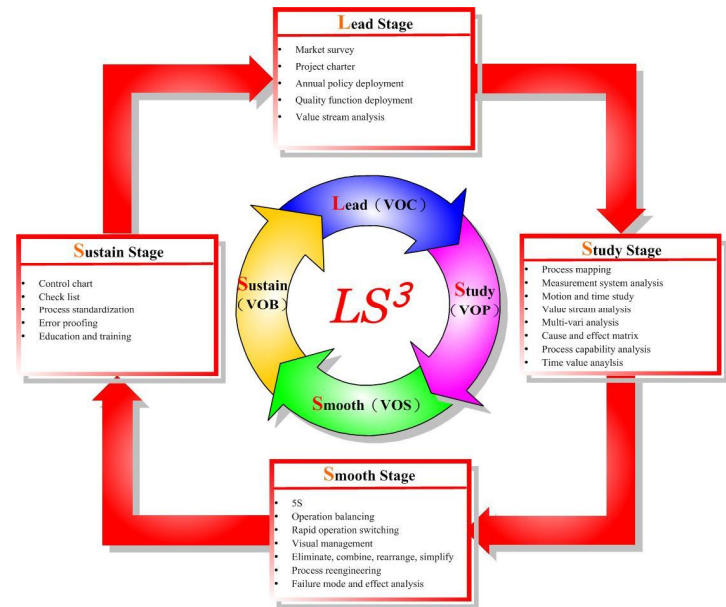 Lead Stage
• Market survey
• Project charter
• Annual policy deployment
• Quality function deployment
• Value stream analysis
Lead（VOC）
Sustain Stage
• Control chart
• Check list
• Process standardization
• Error proofing
• Education and training
Sustain
(VOB)
LS³
Study
(VOP)
Study Stage
• Process mapping
• Measurement system analysis
• Motion and time study
• Value stream analysis
• Multi-vari analysis
• Cause and effect matrix
• Process capability analysis
• Time value anaylsis
Smooth（VOS）
Smooth Stage
• 5S
• Operation balancing
• Rapid operation switching
• Visual management
• Eliminate, combine, rearrange, simplify
• Process reengineering
• Failure mode and effect analysis